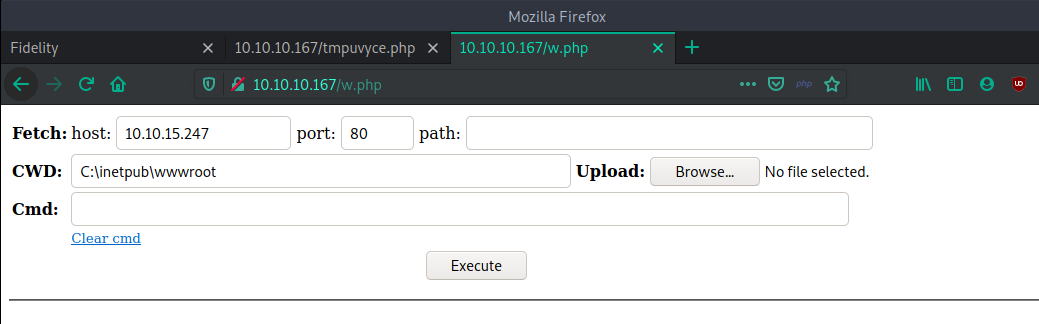 Mozilla Firefox
Fidelity 10.10.10.167/tmpuvyce.php 10.10.10.167/w.php
10.10.10.167/w.php php
Fetch: host: 10.10.15.247 port: 80 path:
CWD: C:\inetpub\wwwroot Upload: Browse... No file selected.
Cmd:
Clear cmd
Execute